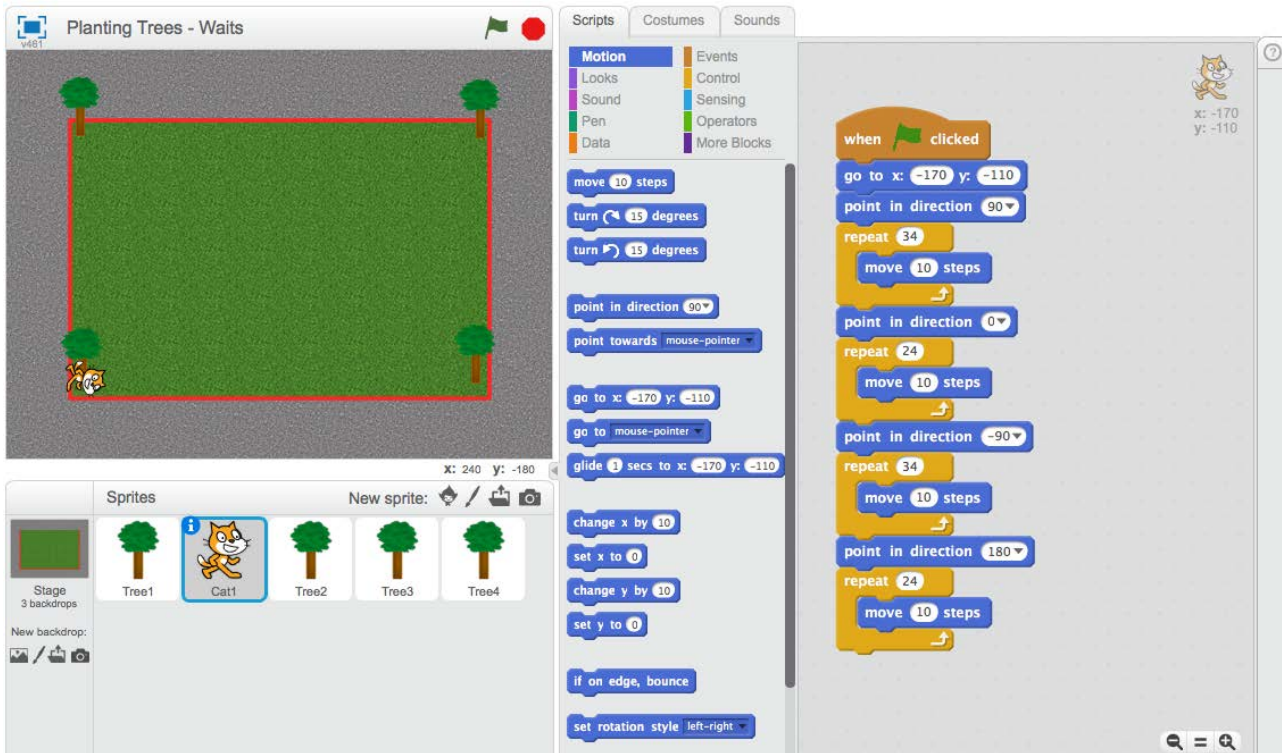 Planting Trees - Waits
v461
X: 240 y: -180
Sprites
New sprite:
Stage
3 backdrops
New backdrop:
Tree1
Cat1
Tree2
Tree3
Tree4
Scripts
Costumes
Sounds
Motion
Events
Looks
Control
Sound
Sensing
Pen
Operators
Data
More Blocks
move 10 steps
turn 15 degrees
turn 15 degrees
point in direction 90
point towards mouse-pointer
go to x: -170 y: -110
go to mouse-pointer
glide 1 secs to x: -170 y: -110
change x by 10
set x to 0
change y by 10
set y to 0
if on edge, bounce
set rotation style left-right
when clicked
go to x: -170 y: -110
point in direction 90
repeat 34
move 10 steps
point in direction 0
repeat 24
move 10 steps
point in direction -90
repeat 34
move 10 steps
point in direction 180
repeat 24
move 10 steps
x: -170
y: -110
?